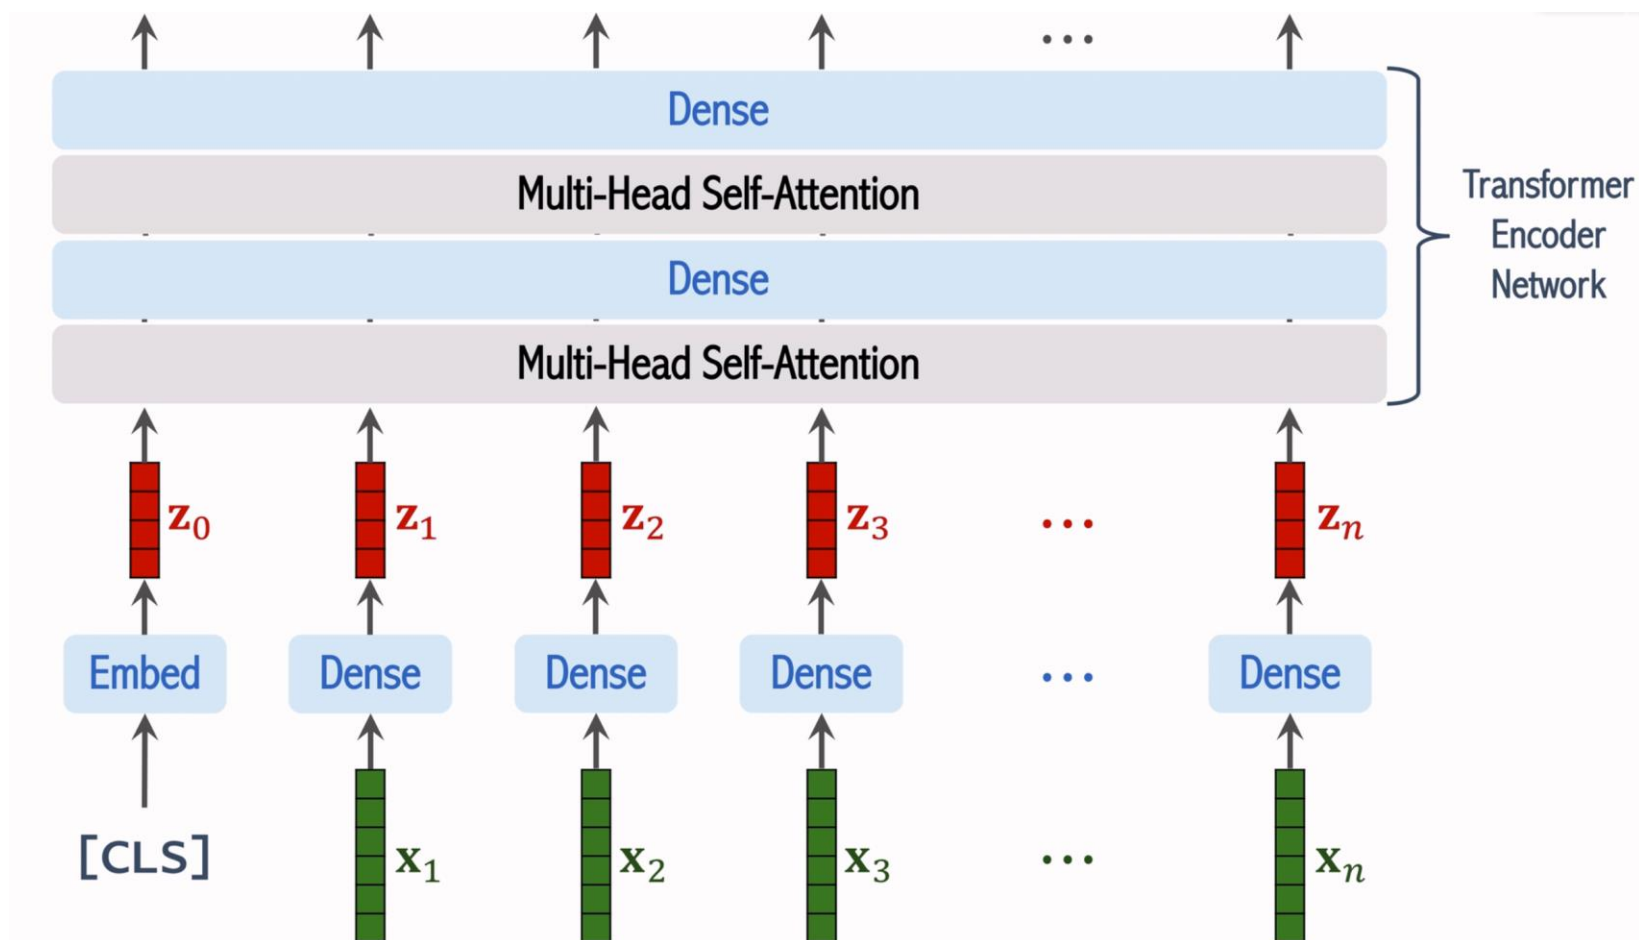 ...
Dense
Multi-Head Self-Attention
Dense
Multi-Head Self-Attention
Transformer
Encoder
Network
z₀ z₁ z₂ z₃ ... zₙ
Embed Dense Dense Dense ... Dense
[CLS] x₁ x₂ x₃ ... xₙ